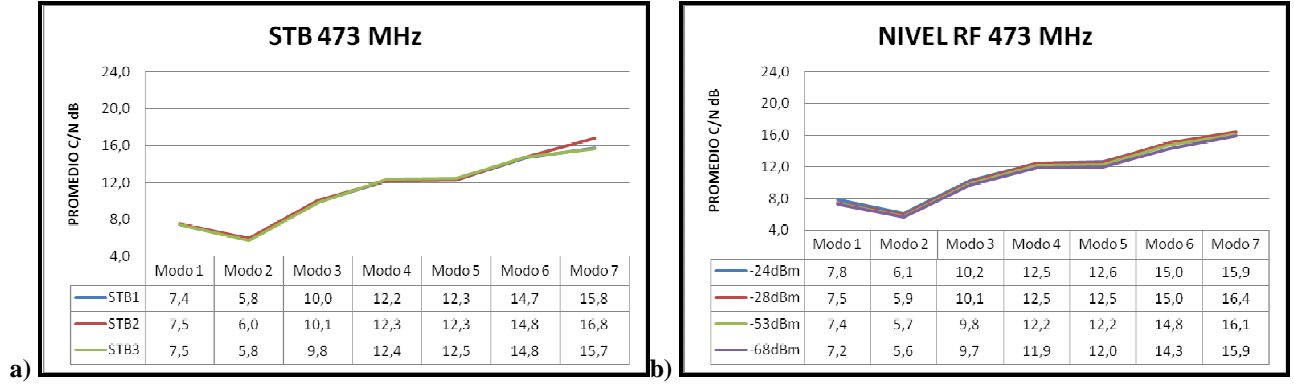 a)
STB 473 MHz
PROMEDIO C/N dB
24,0
20,0
16,0
12,0
8,0
4,0
Modo 1 Modo 2 Modo 3 Modo 4 Modo 5 Modo 6 Modo 7
STB1 7,4 5,8 10,0 12,2 12,3 14,7 15,8
STB2 7,5 6,0 10,1 12,3 12,3 14,8 16,8
STB3 7,5 5,8 9,8 12,4 12,5 14,8 15,7
b)
NIVEL RF 473 MHz
PROMEDIO C/N dB
24,0
20,0
16,0
12,0
8,0
4,0
Modo 1 Modo 2 Modo 3 Modo 4 Modo 5 Modo 6 Modo 7
-24dBm 7,8 6,1 10,2 12,5 12,6 15,0 15,9
-28dBm 7,5 5,9 10,1 12,5 12,5 15,0 16,4
-53dBm 7,4 5,7 9,8 12,2 12,2 14,8 16,1
-68dBm 7,2 5,6 9,7 11,9 12,0 14,3 15,9